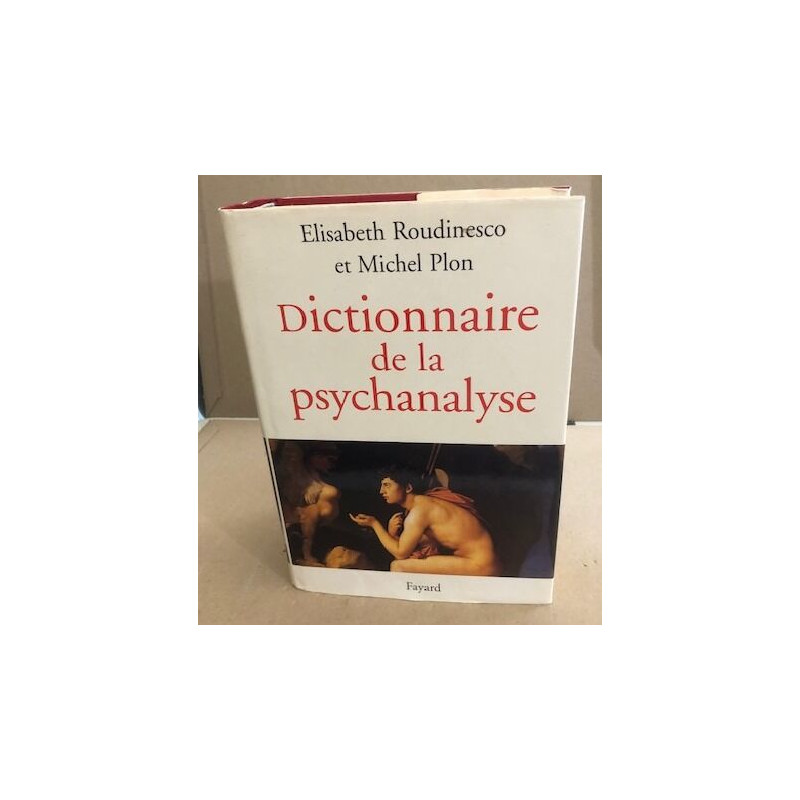 Elisabeth Roudinesco
et Michel Plon
Dictionnaire
de la
psychanalyse
Fayard